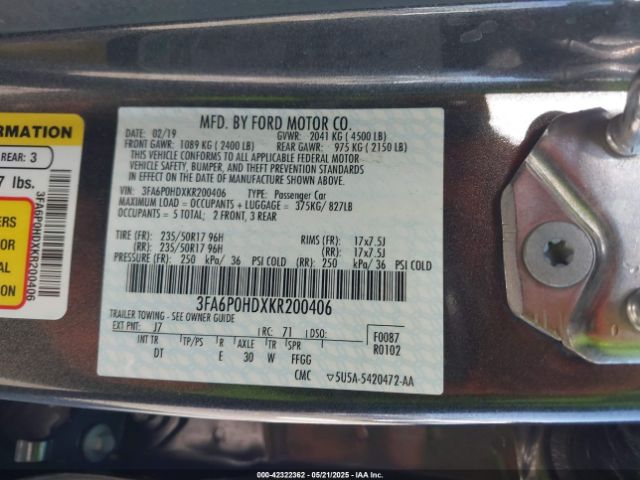 ORMATION
REAR: 3
7 lbs.
ERS
OR
AL
S
3FA6P0HDXKR200406
MFD. BY FORD MOTOR CO.
02/19 GVWR: 2041 KG ( 4500 LB)
FRONT GAWR: 1089 KG ( 2400 LB) REAR GAWR: 975 KG ( 2150 LB)
THIS VEHICLE CONFORMS TO ALL APPLICABLE FEDERAL MOTOR
VEHICLE SAFETY, BUMPER, AND THEFT PREVENTION STANDARDS
IN EFFECT ON THE DATE OF MANUFACTURE SHOWN ABOVE.
VIN: 3FA6P0HDXKR200406 TYPE: Passenger Car
MAXIMUM LOAD = OCCUPANTS + LUGGAGE = 375KG/ 827LB
OCCUPANTS = 5 TOTAL; 2 FRONT, 3 REAR
TIRE (FR): 235/50R17 96H RIMS (FR): 17x7.5J
(RR): 235/50R17 96H (RR): 17x7.5J
PRESSURE (FR): 250 kPa/ 36 PSI COLD (RR): 250 kPa/ 36 PSI COLD
3FA6P0HDXKR200406
TRAILER TOWING - SEE OWNER GUIDE
EXT PNT: J7 RC: 71 DSO: F0087
INT TR TP/PS R AXLE TR SPR R0102
DT E 30 W FFGG
CMC ▽5U5A-5420472-AA
000-42322362 - 05/21/2025 - IAA Inc.